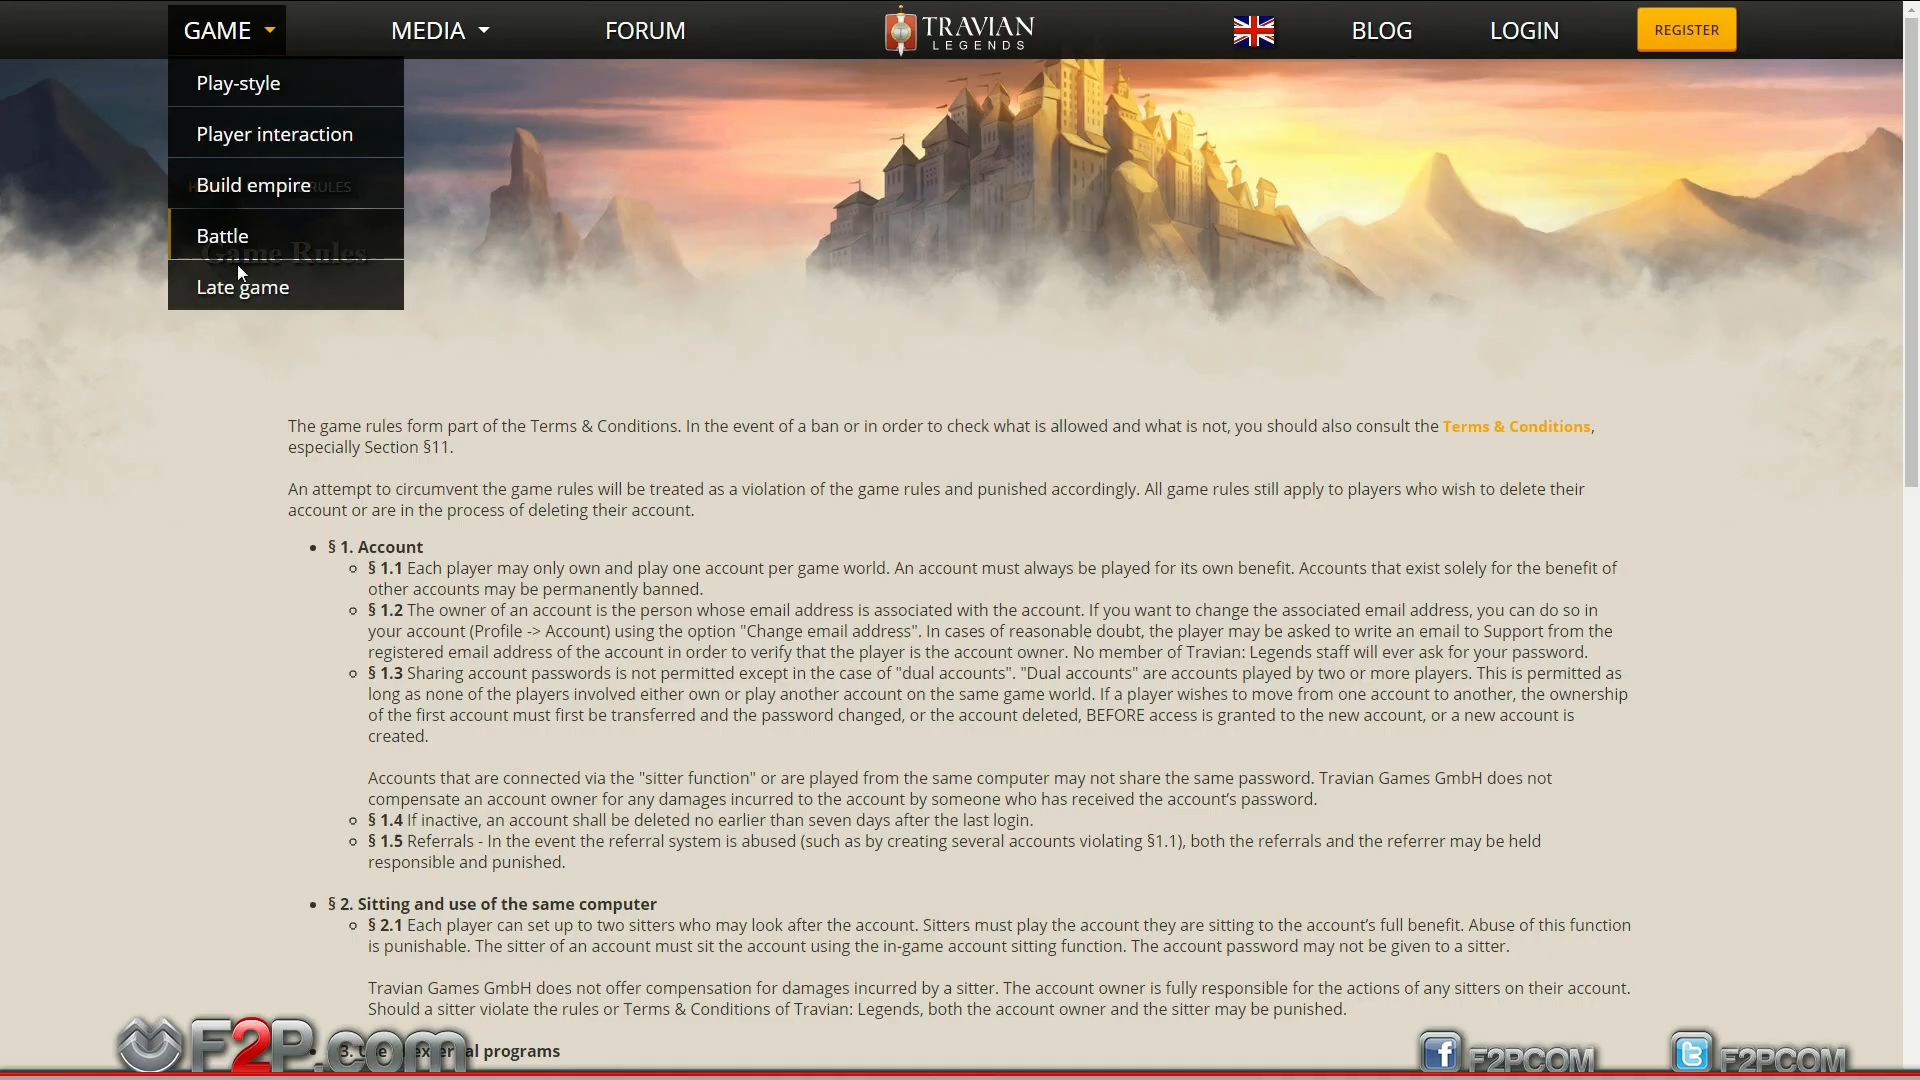 GAME
MEDIA
FORUM
TRAVIAN
LEGENDS
BLOG
LOGIN
REGISTER
Play-style
Player interaction
Build empire
RULES
Battle
Game Rules
Late game
The game rules form part of the Terms & Conditions. In the event of a ban or in order to check what is allowed and what is not, you should also consult the Terms & Conditions,
especially Section §11.
An attempt to circumvent the game rules will be treated as a violation of the game rules and punished accordingly. All game rules still apply to players who wish to delete their
account or are in the process of deleting their account.
§ 1. Account
§ 1.1 Each player may only own and play one account per game world. An account must always be played for its own benefit. Accounts that exist solely for the benefit of
other accounts may be permanently banned.
§ 1.2 The owner of an account is the person whose email address is associated with the account. If you want to change the associated email address, you can do so in
your account (Profile -> Account) using the option "Change email address". In cases of reasonable doubt, the player may be asked to write an email to Support from the
registered email address of the account in order to verify that the player is the account owner. No member of Travian: Legends staff will ever ask for your password.
§ 1.3 Sharing account passwords is not permitted except in the case of "dual accounts". "Dual accounts" are accounts played by two or more players. This is permitted as
long as none of the players involved either own or play another account on the same game world. If a player wishes to move from one account to another, the ownership
of the first account must first be transferred and the password changed, or the account deleted, BEFORE access is granted to the new account, or a new account is
created.
Accounts that are connected via the "sitter function" or are played from the same computer may not share the same password. Travian Games GmbH does not
compensate an account owner for any damages incurred to the account by someone who has received the account's password.
§ 1.4 If inactive, an account shall be deleted no earlier than seven days after the last login.
§ 1.5 Referrals - In the event the referral system is abused (such as by creating several accounts violating §1.1), both the referrals and the referrer may be held
responsible and punished.
§ 2. Sitting and use of the same computer
§ 2.1 Each player can set up to two sitters who may look after the account. Sitters must play the account they are sitting to the account's full benefit. Abuse of this function
is punishable. The sitter of an account must sit the account using the in-game account sitting function. The account password may not be given to a sitter.
Travian Games GmbH does not offer compensation for damages incurred by a sitter. The account owner is fully responsible for the actions of any sitters on their account.
Should a sitter violate the rules or Terms & Conditions of Travian: Legends, both the account owner and the sitter may be punished.
3. programs
F2P.com
F2PCOM
F2PCOM